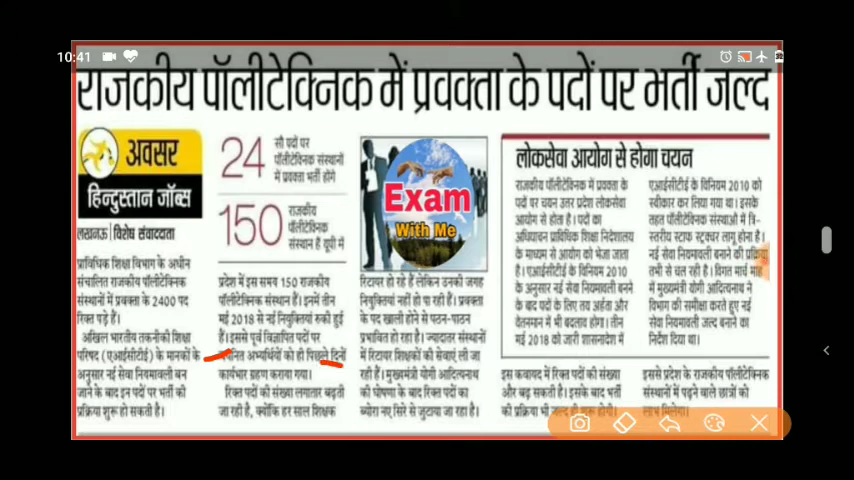 10:41
राजकीय पॉलीटेक्निक में प्रवक्ता के पदों पर भर्ती जल्द
अवसर
हिन्दुस्तान जॉब्स
लखनऊ | विशेष संवाददाता
प्राविधिक शिक्षा विभाग के अधीन
संचालित राजकीय पॉलीटेक्निक
संस्थानों में प्रवक्ता के 2400 पद
रिक्त पड़े हैं।
अखिल भारतीय तकनीकी शिक्षा
परिषद (एआईसीटीई) के मानकों के
अनुसार नई सेवा नियमावली बन
जाने के बाद इन पदों पर भर्ती की
प्रक्रिया शुरू हो सकती है।
24
सौ पदों पर
पॉलीटेक्निक संस्थानों
में प्रवक्ता भर्ती होंगे
150
राजकीय
पॉलीटेक्निक
संस्थान हैं यूपी में
प्रदेश में इस समय 150 राजकीय
पॉलीटेक्निक संस्थान हैं। इनमें तीन
मई 2018 से नई नियुक्तियां रुकी हुई
हैं। इससे पूर्व विज्ञापित पदों पर
अभ्यर्थियों को ही पिछले दिनों
कार्यभार ग्रहण कराया गया।
रिक्त पदों की संख्या लगातार बढ़ती
जा रही है, क्योंकि हर साल शिक्षक
Exam
With Me
रिटायर हो रहे हैं लेकिन उनकी जगह
नियुक्तियां नहीं हो पा रही हैं। प्रवक्ता
के पद खाली होने से पठन-पाठन
प्रभावित हो रहा है। ज्यादातर संस्थानों
में रिटायर शिक्षकों की सेवाएं ली जा
रही हैं। मुख्यमंत्री योगी आदित्यनाथ
की घोषणा के बाद रिक्त पदों का
ब्योरा नए सिरे से जुटाया जा रहा है।
लोकसेवा आयोग से होगा चयन
राजकीय पॉलीटेक्निक में प्रवक्ता के
पदों पर चयन उत्तर प्रदेश लोकसेवा
आयोग से होता है। पदों का
अधियाचन प्राविधिक शिक्षा निदेशालय
के माध्यम से आयोग को भेजा जाता
है। एआईसीटीई के विनियम 2010
के अनुसार नई सेवा नियमावली बनने
के बाद पदों के लिए तय अर्हता और
वेतनमान में भी बदलाव होगा। तीन
मई 2018 को जारी शासनादेश में
एआईसीटीई के विनियम 2010 को
स्वीकार कर लिया गया था। इसके
तहत पॉलीटेक्निक संस्थाओं में त्रि-
स्तरीय स्टाफ स्ट्रक्चर लागू होना है।
नई सेवा नियमावली बनाने की प्रक्रिया
तभी से चल रही है। विगत मार्च माह
में मुख्यमंत्री योगी आदित्यनाथ ने
विभाग की समीक्षा करते हुए नई
सेवा नियमावली जल्द बनाने का
निर्देश दिया था।
इस कवायद में रिक्त पदों की संख्या
और बढ़ सकती है। इसके बाद भर्ती
की प्रक्रिया भी जल्द ही शुरू होगी।
इससे प्रदेश के राजकीय पॉलीटेक्निक
संस्थानों में पढ़ने वाले छात्रों को
लाभ मिलेगा।